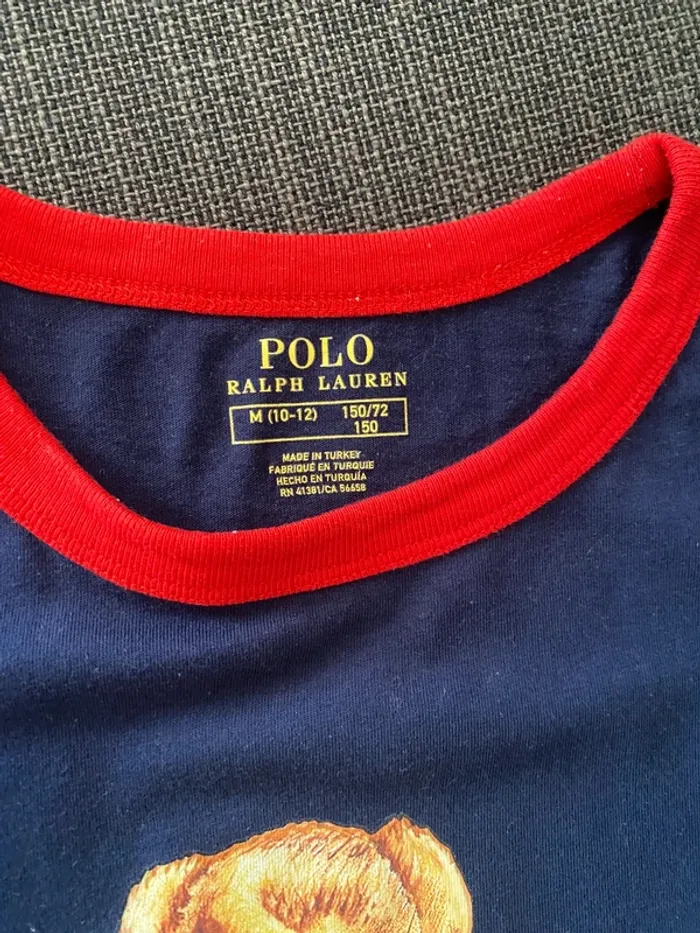 POLO
RALPH LAUREN
M (10-12) 150/72
150
MADE IN TURKEY
FABRIQUÉ EN TURQUIE
HECHO EN TURQUÍA
RN 41381/CA 56658